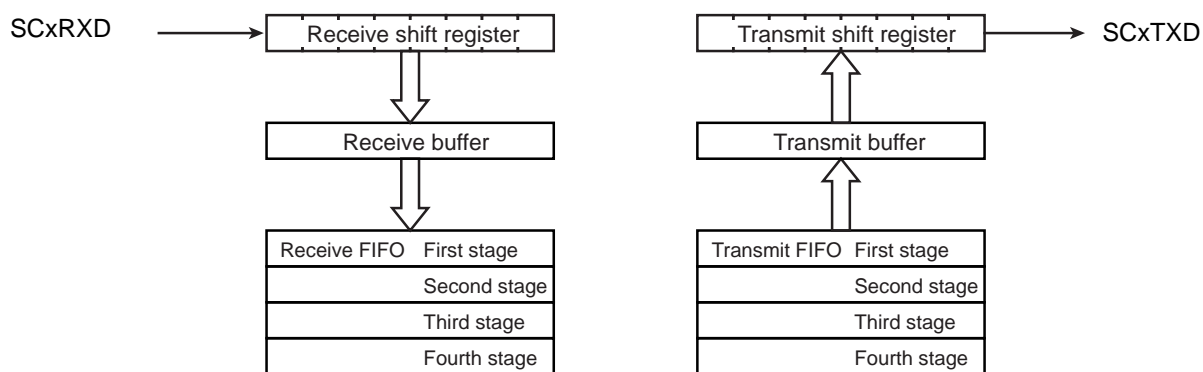 SCxRXD
Receive shift register
Receive buffer
Receive FIFO First stage
Second stage
Third stage
Fourth stage
Transmit shift register
SCxTXD
Transmit buffer
Transmit FIFO First stage
Second stage
Third stage
Fourth stage